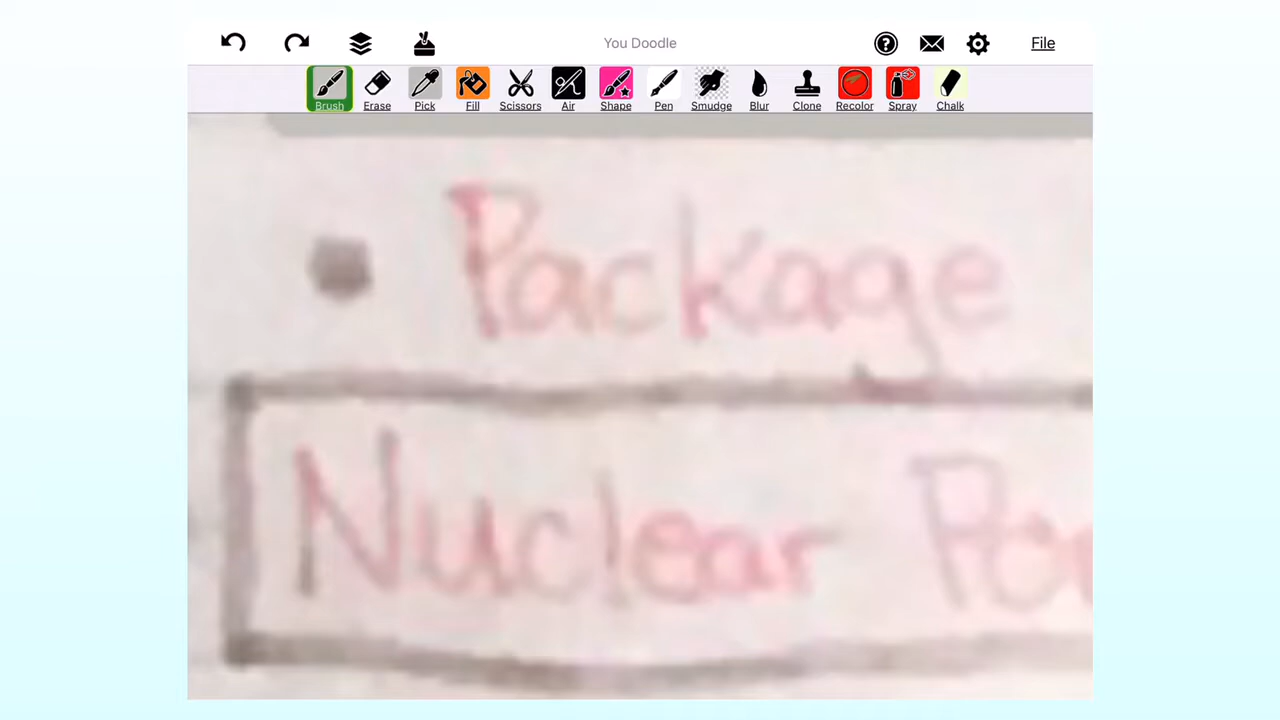 You Doodle
File
Brush Erase Pick Fill Scissors Air Shape Pen Smudge Blur Clone Recolor Spray Chalk
• Package
Nuclear